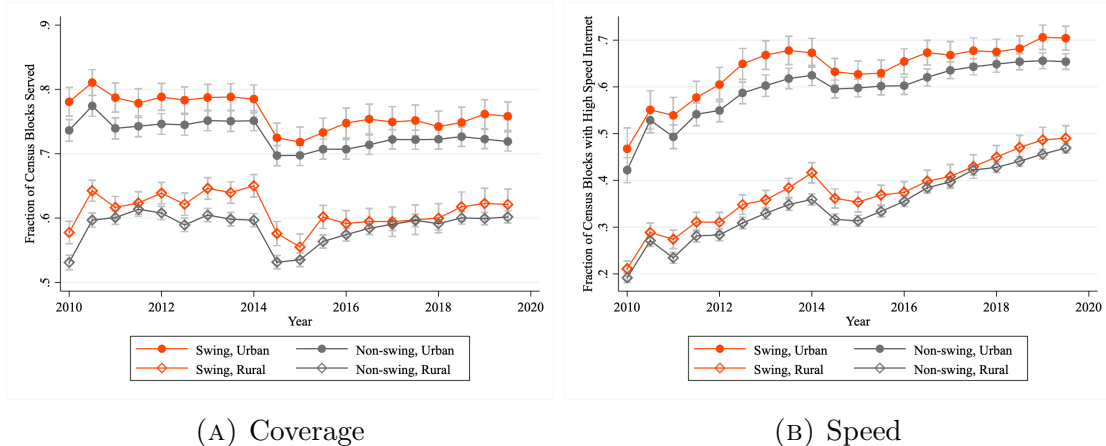 .9
.8
.7
.6
.5
Fraction of Census Blocks Served
2010 2012 2014 2016 2018 2020
Year
Swing, Urban Non-swing, Urban
Swing, Rural Non-swing, Rural
(A) Coverage
.7
.6
.5
.4
.3
.2
Fraction of Census Blocks with High Speed Internet
2010 2012 2014 2016 2018 2020
Year
Swing, Urban Non-swing, Urban
Swing, Rural Non-swing, Rural
(B) Speed